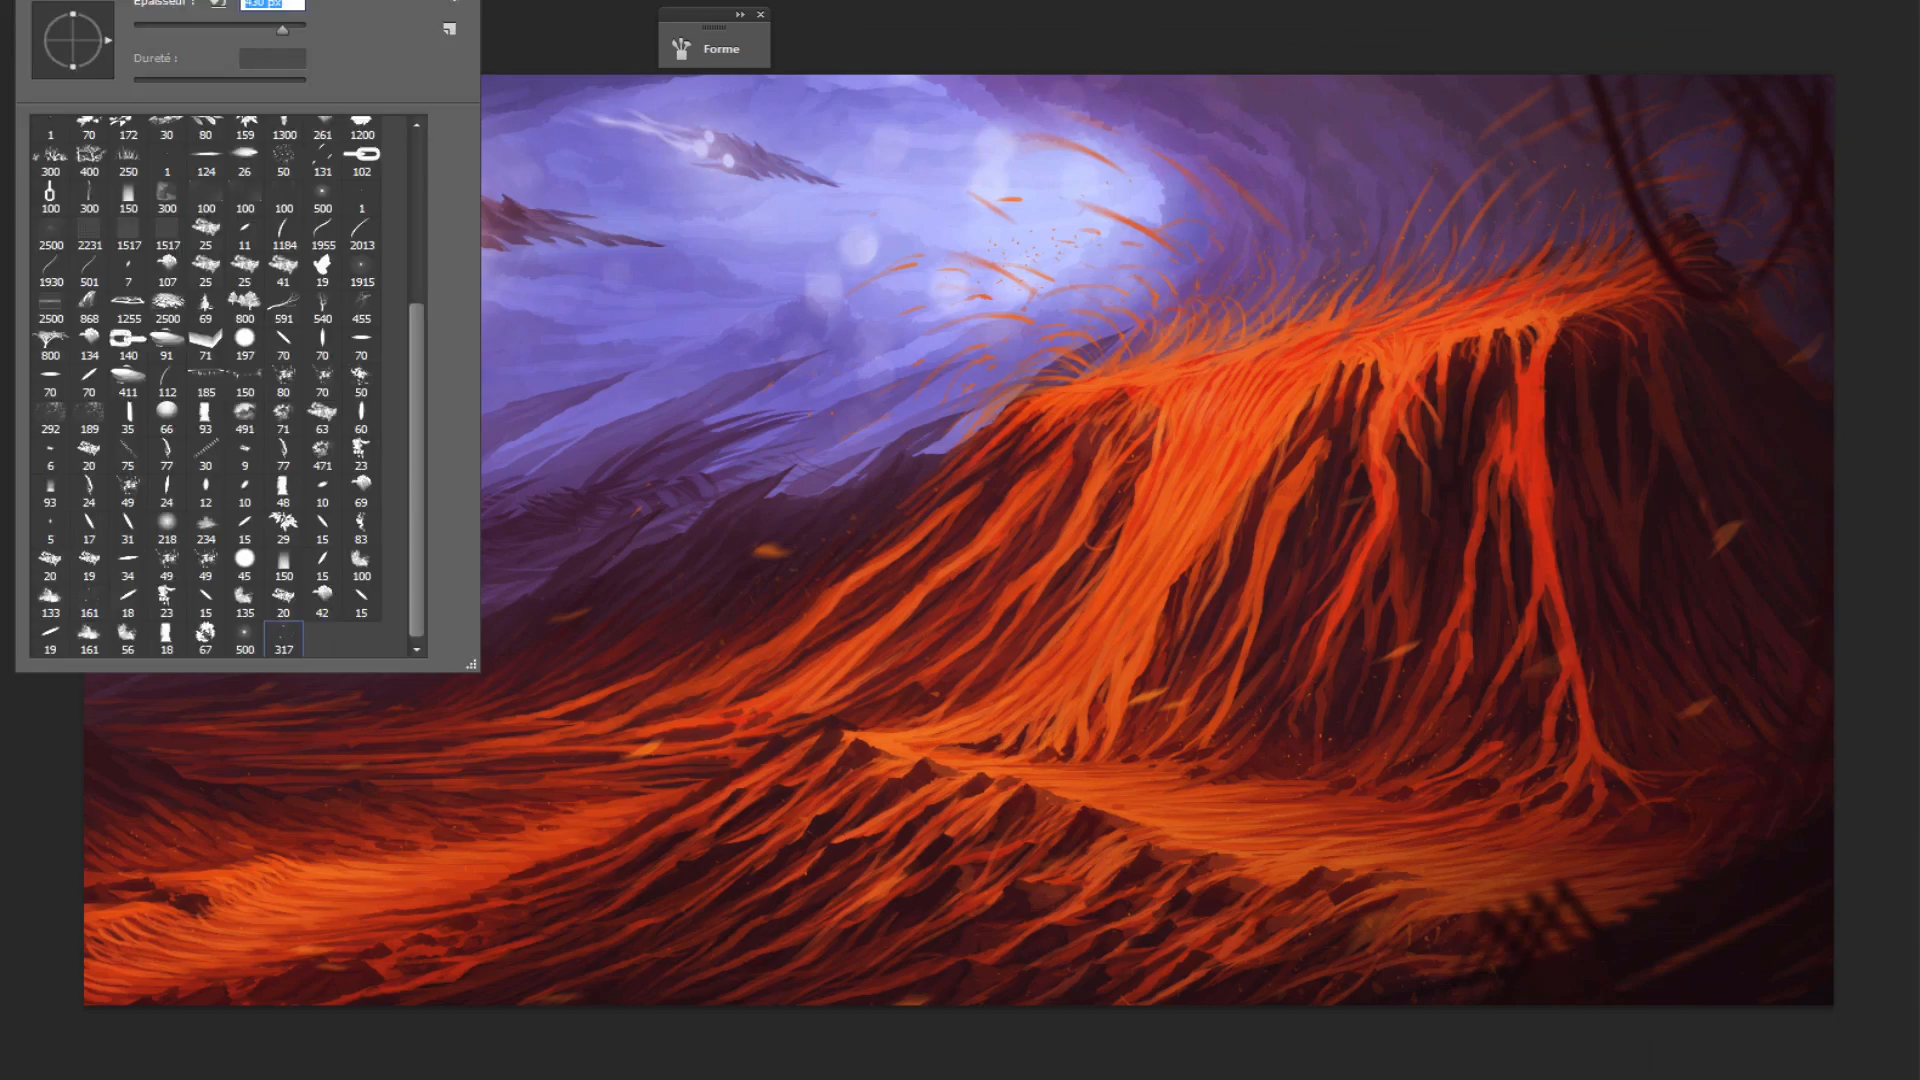 Épaisseur : 430 px
Forme
Dureté :
1 70 172 30 80 159 1300 261 1200
300 400 250 1 124 26 50 131 102
100 300 150 300 100 100 100 500 1
2500 2231 1517 1517 25 11 1184 1955 2013
1930 501 7 107 25 25 41 19 1915
2500 868 1255 2500 69 800 591 540 455
800 134 140 91 71 197 70 70 70
70 70 411 112 185 150 80 70 50
292 189 35 66 93 491 71 63 60
6 20 75 77 30 9 77 471 23
93 24 49 24 12 10 48 10 69
5 17 31 218 234 15 29 15 83
20 19 34 49 49 45 150 15 100
133 161 18 23 15 135 20 42 15
19 161 56 18 67 500 317